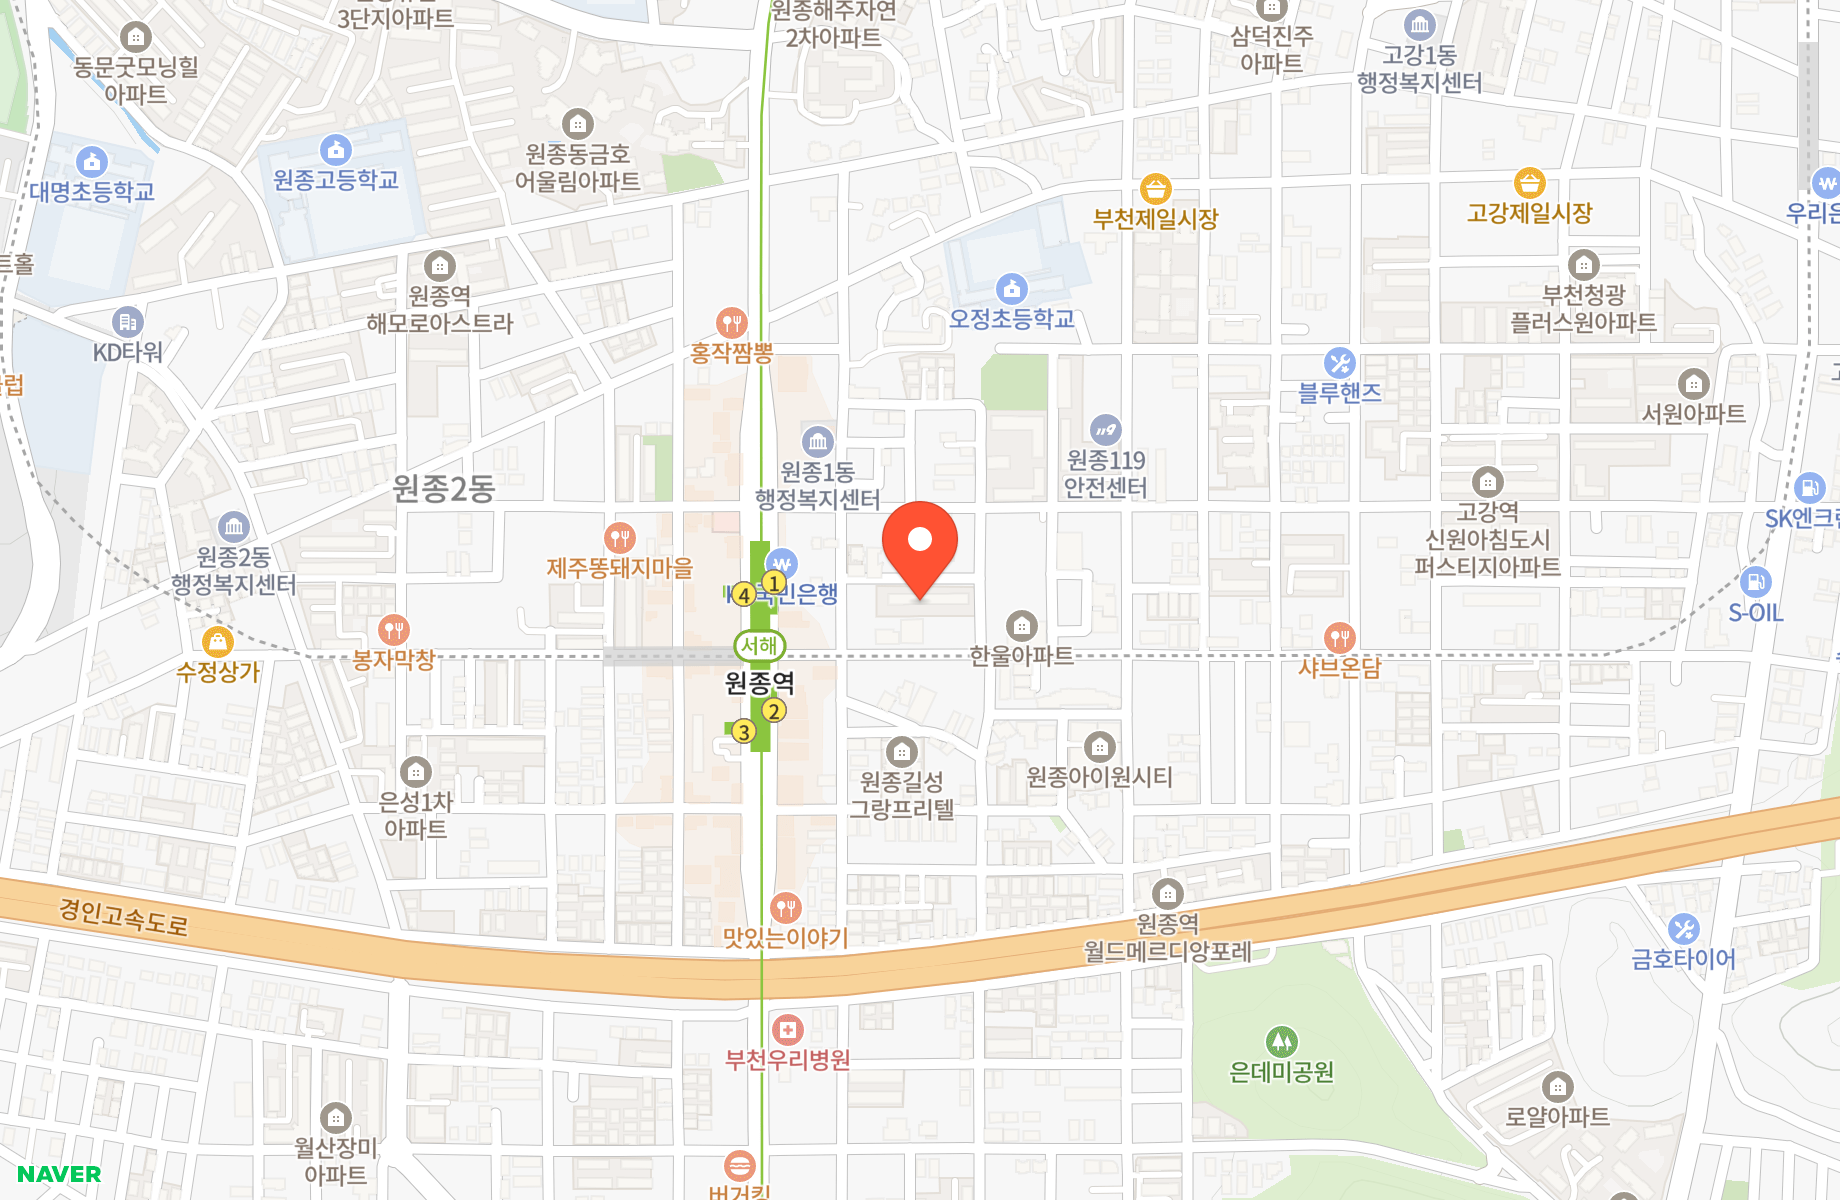 3단지아파트
원종해주자연
2차아파트
삼덕진주
아파트
고강1동
행정복지센터
동문굿모닝힐
아파트
원종동금호
어울림아파트
대명초등학교
원종고등학교
부천제일시장
고강제일시장
우리은
트홀
원종역
해모로아스트라
부천청광
플러스원아파트
오정초등학교
KD타워
홍작짬뽕
블루핸즈
서원아파트
원종119
안전센터
원종1동
행정복지센터
원종2동
고강역
신원아침도시
퍼스티지아파트
SK엔크린
원종2동
행정복지센터
제주똥돼지마을
국민은행
1
4
S-OIL
수정상가
봉자막창
서해
원종역
한울아파트
샤브온담
2
3
원종길성
그랑프리텔
원종아이원시티
은성1차
아파트
경인고속도로
맛있는이야기
원종역
월드메르디앙포레
금호타이어
부천우리병원
은데미공원
로얄아파트
월산장미
아파트
버거킹
NAVER